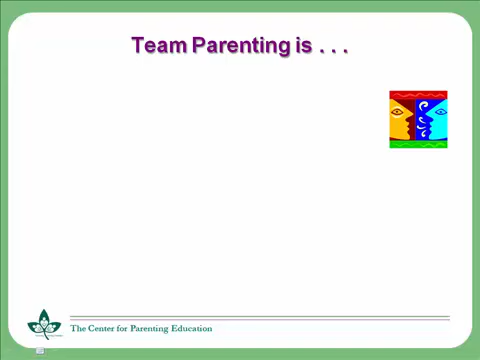 Team Parenting is . . .
The Center for Parenting Education